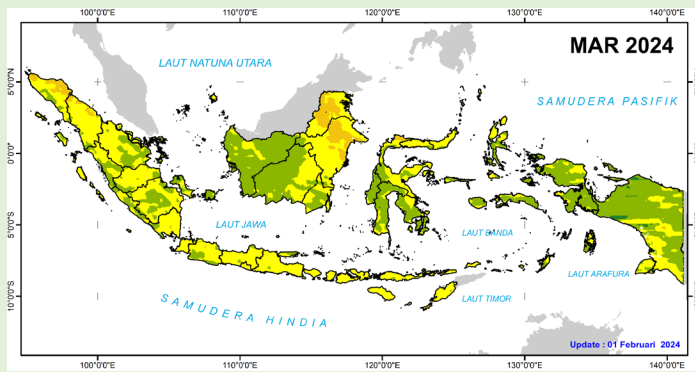 100°0'0"E 110°0'0"E 120°0'0"E 130°0'0"E 140°0'0"E
MAR 2024
LAUT NATUNA UTARA
5°0'0"N
SAMUDERA PASIFIK
0°0'0"
LAUT JAWA
LAUT BANDA
5°0'0"S
LAUT ARAFURA
10°0'0"S
SAMUDERA HINDIA
LAUT TIMOR
Update : 01 Februari 2024
100°0'0"E 110°0'0"E 120°0'0"E 130°0'0"E 140°0'0"E